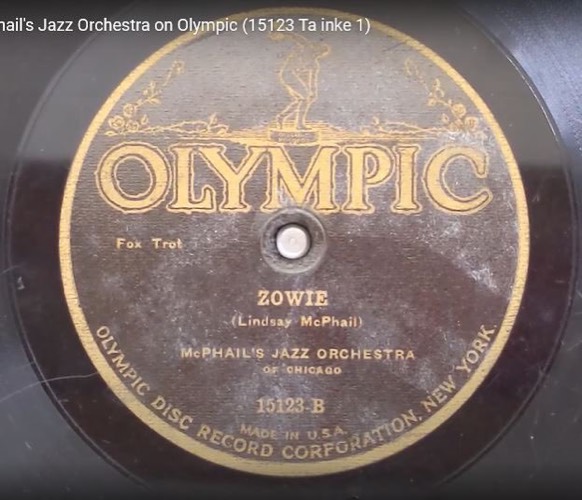 hail's Jazz Orchestra on Olympic (15123 Ta inke 1)
OLYMPIC
Fox Trot
ZOWIE
(Lindsay McPhail)
McPHAIL'S JAZZ ORCHESTRA
OF CHICAGO
15123-B
MADE IN U.S.A.
OLYMPIC DISC RECORD CORPORATION, NEW YORK.